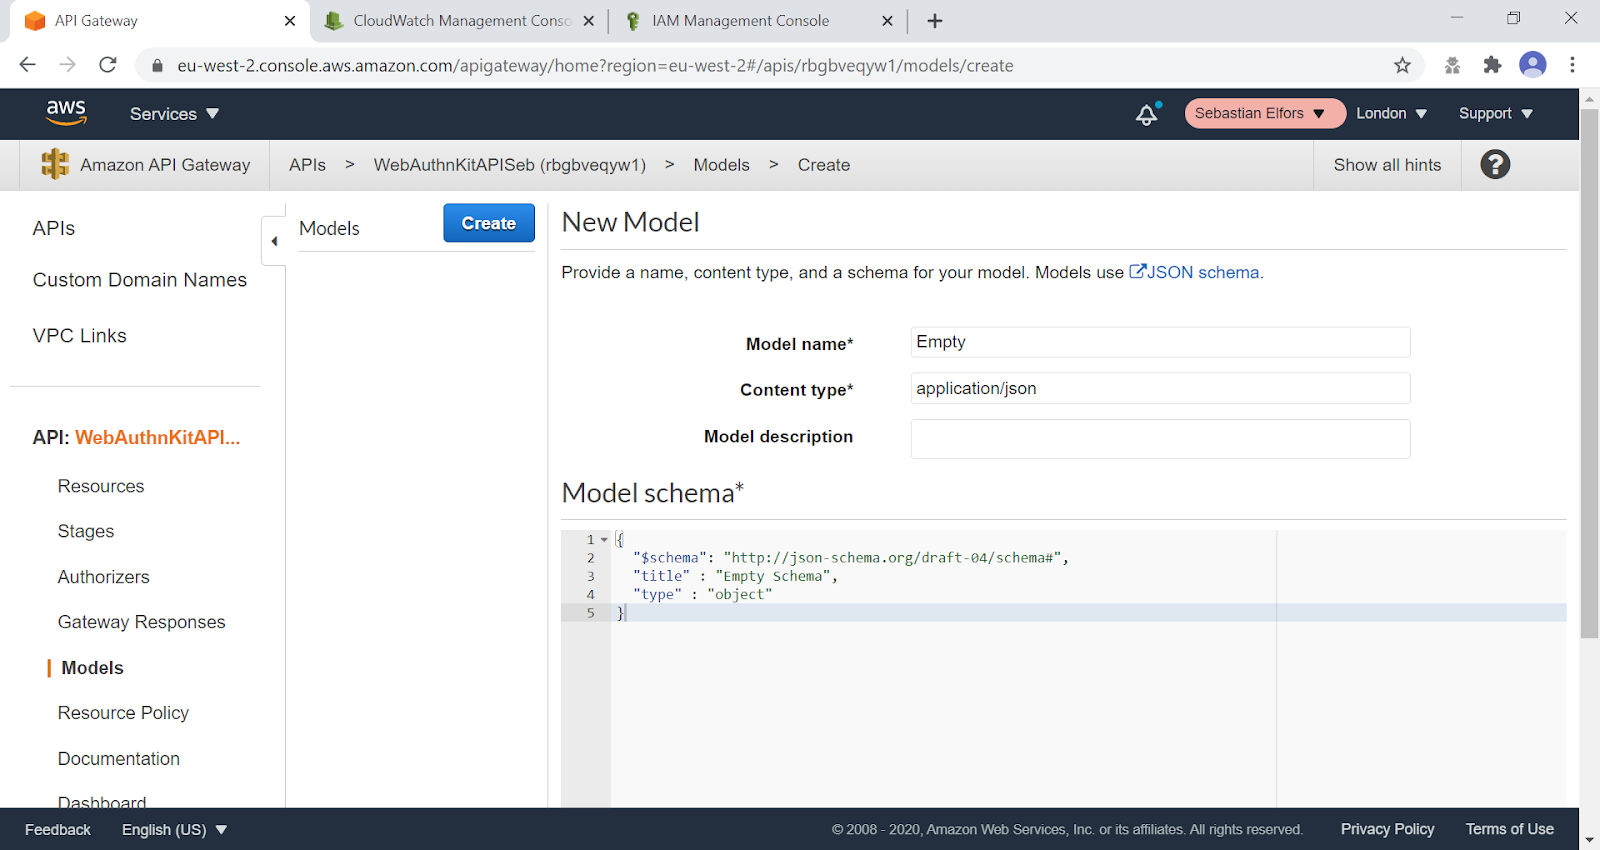 API Gateway
CloudWatch Management Conso
IAM Management Console
eu-west-2.console.aws.amazon.com/apigateway/home?region=eu-west-2#/apis/rbgbveqyw1/models/create
aws
Services
Sebastian Elfors
London
Support
Amazon API Gateway
APIs > WebAuthnKitAPISeb (rbgbveqyw1) > Models > Create
Show all hints
?
APIs
Custom Domain Names
VPC Links
API: WebAuthnKitAPI...
Resources
Stages
Authorizers
Gateway Responses
Models
Resource Policy
Documentation
Dashboard
Models
Create
New Model
Provide a name, content type, and a schema for your model. Models use JSON schema.
Model name* Empty
Content type* application/json
Model description
Model schema*
1 {
2 "$schema": "http://json-schema.org/draft-04/schema#",
3 "title" : "Empty Schema",
4 "type" : "object"
5 }
Feedback
English (US)
© 2008 - 2020, Amazon Web Services, Inc. or its affiliates. All rights reserved.
Privacy Policy
Terms of Use